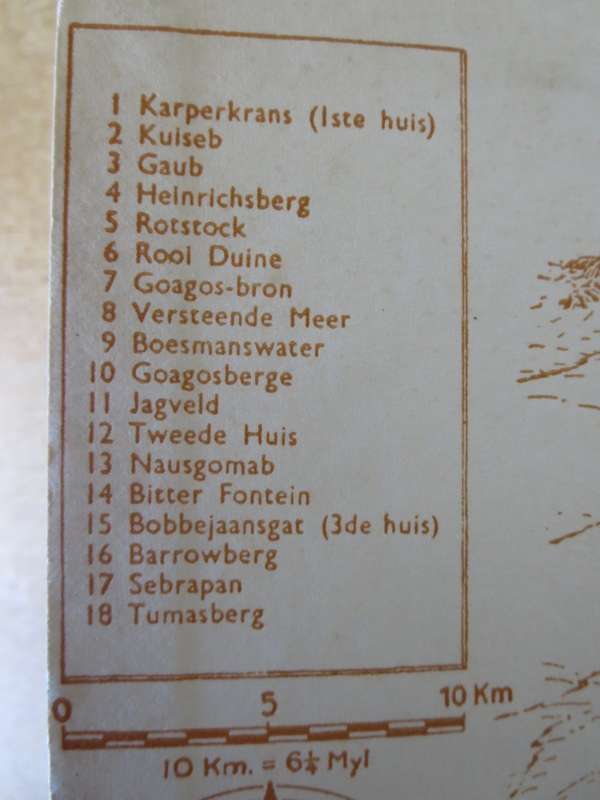 1 Karperkrans (1ste huis)
2 Kuiseb
3 Gaub
4 Heinrichsberg
5 Rotstock
6 Rooi Duine
7 Goagos-bron
8 Versteende Meer
9 Boesmanswater
10 Goagosberge
11 Jagveld
12 Tweede Huis
13 Nausgomab
14 Bitter Fontein
15 Bobbejaansgat (3de huis)
16 Barrowberg
17 Sebrapan
18 Tumasberg
0 5 10 Km
10 Km. = 6¼ Myl